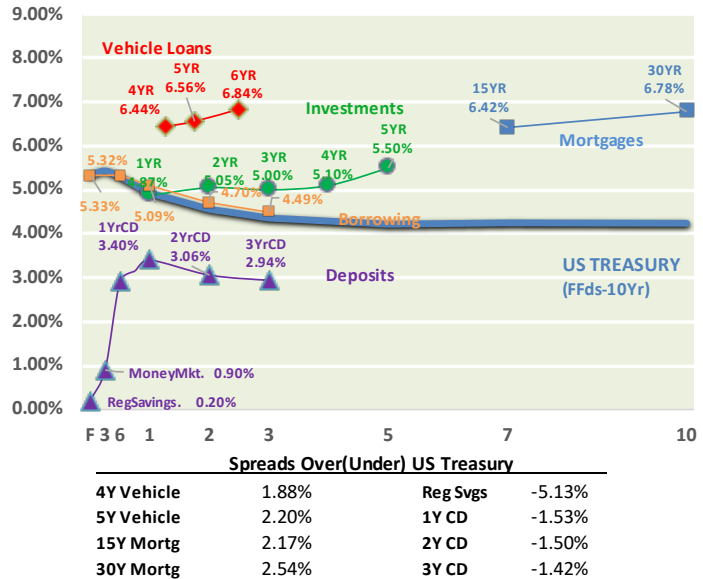 9.00%
8.00%
7.00%
6.00%
5.00%
4.00%
3.00%
2.00%
1.00%
0.00%
Vehicle Loans
4YR
6.44%
5YR
6.56%
6YR
6.84%
Investments
1YR
4.87%
2YR
5.05%
3YR
5.00%
4YR
5.10%
5YR
5.50%
15YR
6.42%
30YR
6.78%
Mortgages
5.32%
5.33%
5.09%
4.70%
4.49%
Borrowing
1YrCD
3.40%
2YrCD
3.06%
3YrCD
2.94%
Deposits
US TREASURY
(FFds-10Yr)
MoneyMkt. 0.90%
RegSavings. 0.20%
F 3 6 1 2 3 5 7 10
Spreads Over(Under) US Treasury
4Y Vehicle 1.88% Reg Svgs -5.13%
5Y Vehicle 2.20% 1Y CD -1.53%
15Y Mortg 2.17% 2Y CD -1.50%
30Y Mortg 2.54% 3Y CD -1.42%